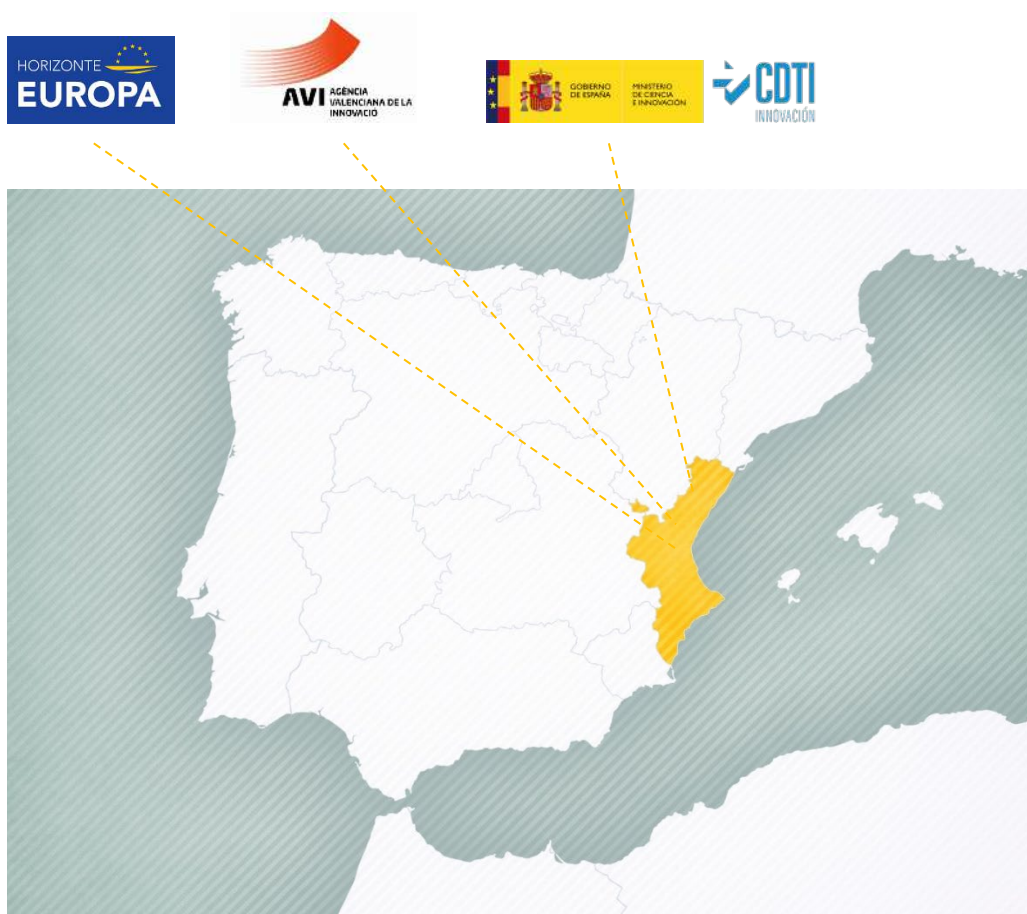 HORIZONTE
EUROPA
AVI
AGÈNCIA
VALENCIANA DE LA
INNOVACIÓ
GOBIERNO
DE ESPAÑA
MINISTERIO
DE CIENCIA
E INNOVACIÓN
CDTI
INNOVACIÓN